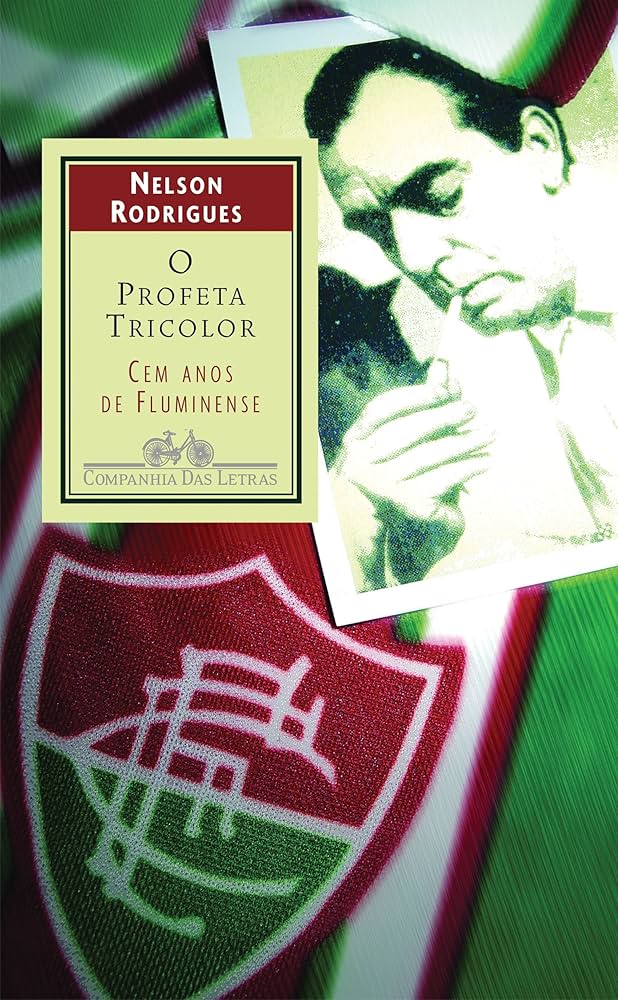 NELSON
RODRIGUES
O
PROFETA
TRICOLOR
CEM ANOS
DE FLUMINENSE
COMPANHIA DAS LETRAS